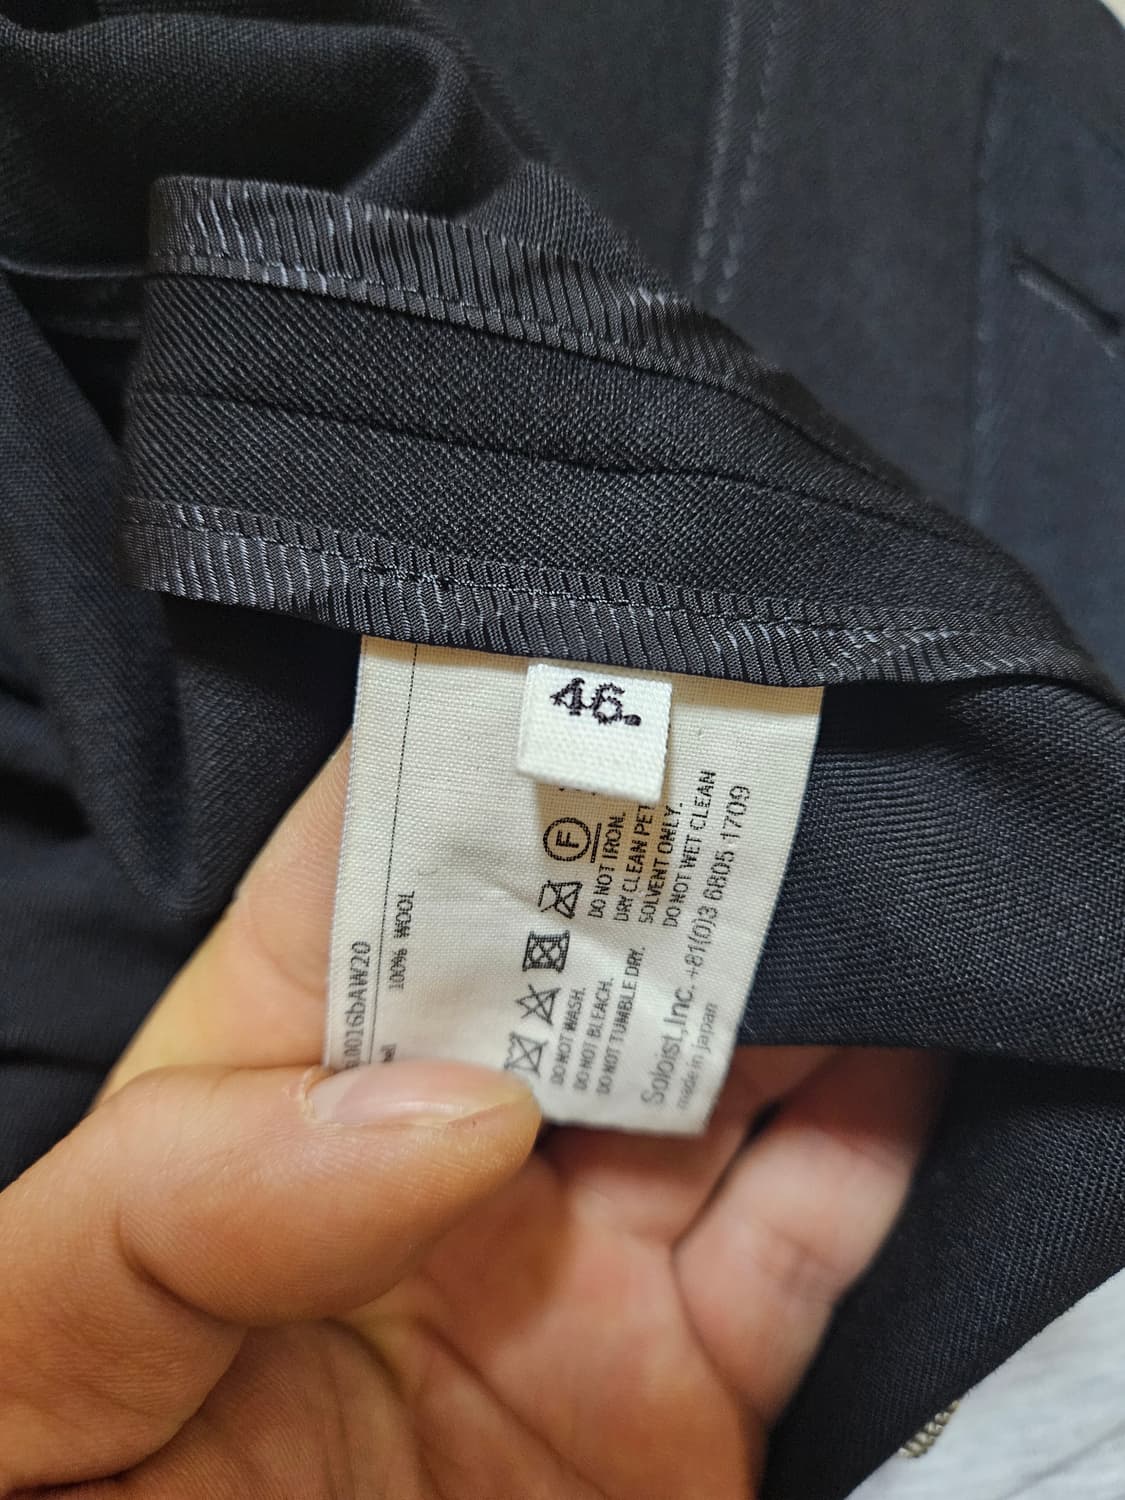 46.
100% WOOL
F
DO NOT WASH.
DO NOT BLEACH.
DO NOT TUMBLE DRY.
DO NOT IRON.
DRY CLEAN PET
SOLVENT ONLY.
DO NOT WET CLEAN
Soloist,Inc. +81(0)3 6805 1709
made in japan